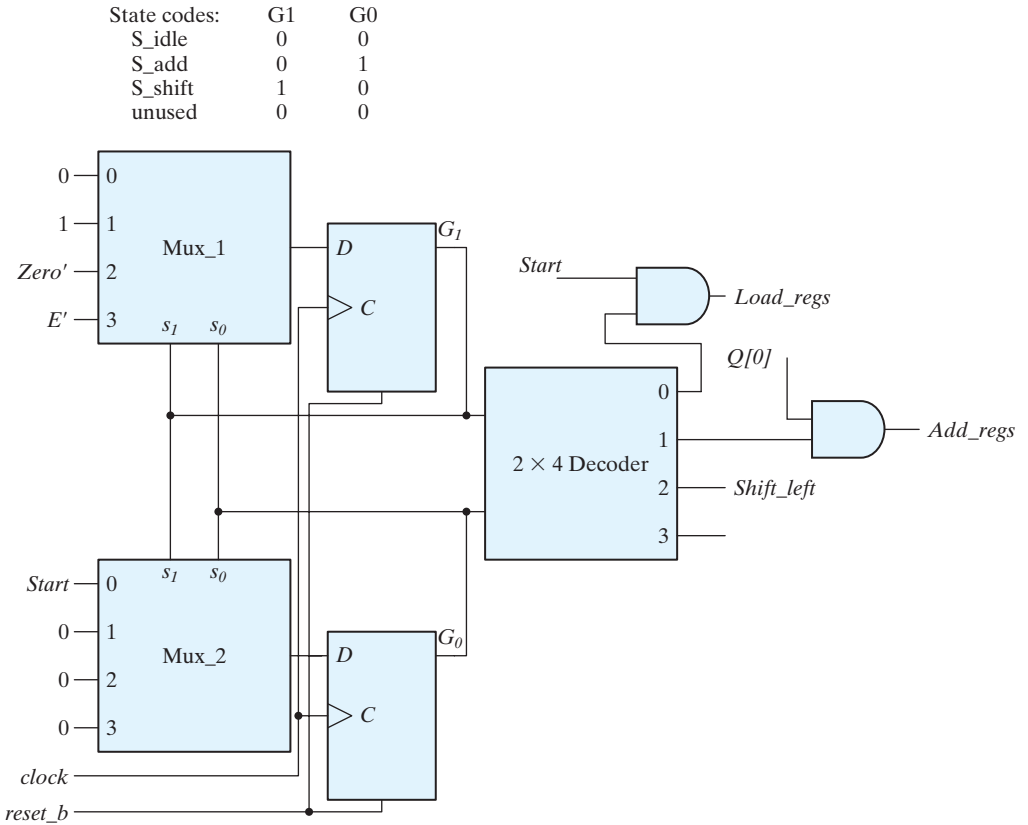 State codes: G1 G0
S_idle 0 0
S_add 0 1
S_shift 1 0
unused 0 0
0 0
1 1
Zero' 2
E' 3
Mux_1
s1 s0
D
C
G1
Start
Load_regs
Q[0]
Add_regs
0
1
2 × 4 Decoder
2 Shift_left
3
s1 s0
Start 0
0 1
0 2
0 3
Mux_2
D
C
G0
clock
reset_b